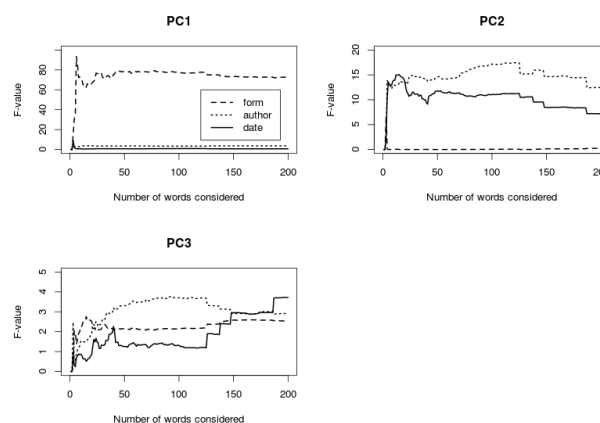 PC1
F-value
0 20 40 60 80
form
author
date
0 50 100 150 200
Number of words considered
PC2
F-value
0 5 10 15 20
0 50 100 150 200
Number of words considered
PC3
F-value
0 1 2 3 4 5
0 50 100 150 200
Number of words considered